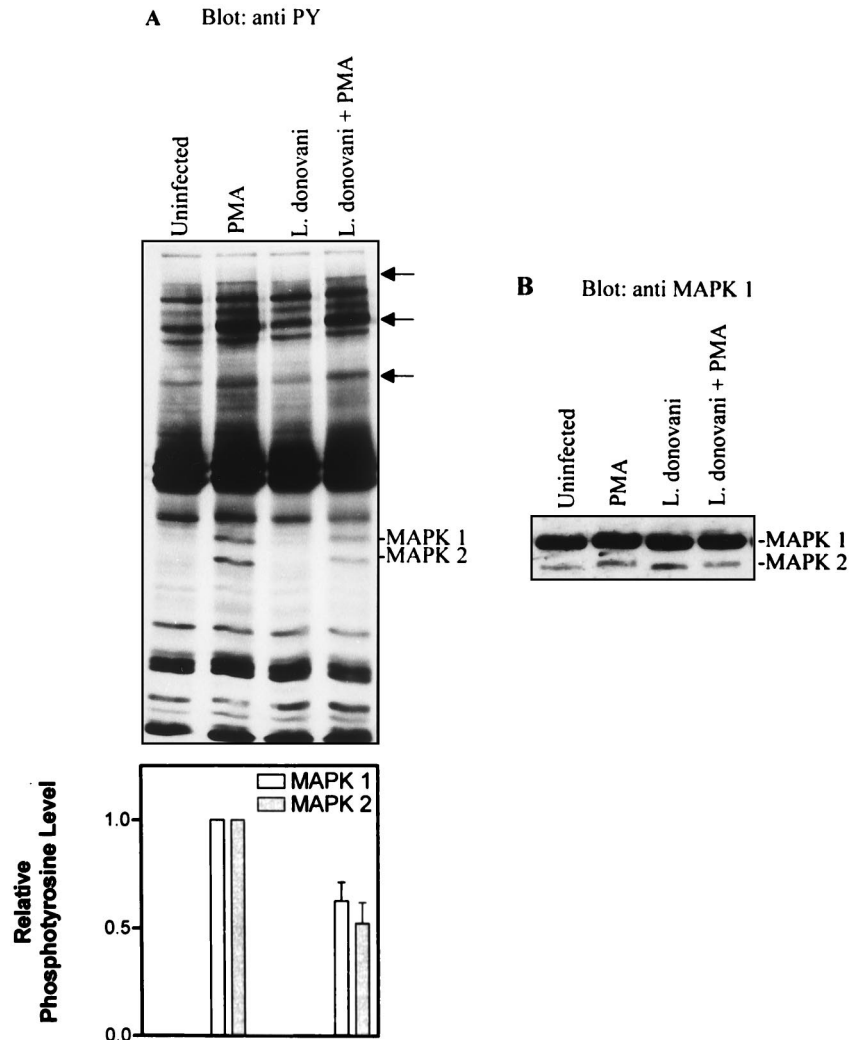 A Blot: anti PY
Uninfected
PMA
L. donovani
L. donovani + PMA
-MAPK 1
-MAPK 2
B Blot: anti MAPK 1
Uninfected
PMA
L. donovani
L. donovani + PMA
-MAPK 1
-MAPK 2
Relative
Phosphotyrosine Level
MAPK 1
MAPK 2
1.0
0.5
0.0